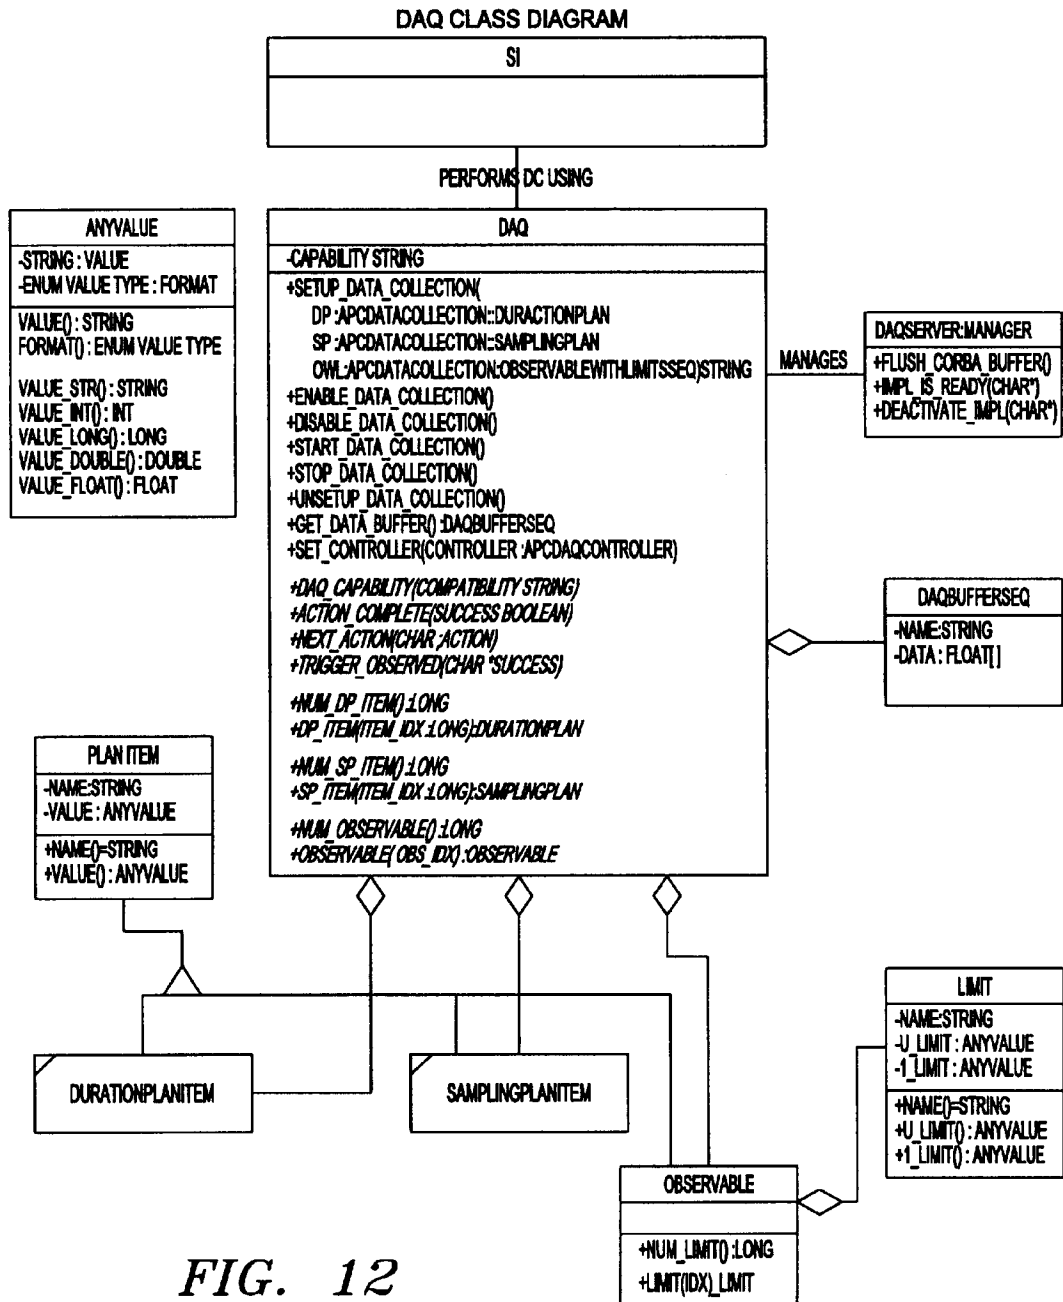 DAQ CLASS DIAGRAM
SI
PERFORMS DC USING
ANYVALUE
-STRING : VALUE
-ENUM VALUE TYPE : FORMAT
VALUE() : STRING
FORMAT() : ENUM VALUE TYPE
VALUE_STR() : STRING
VALUE_INT() : INT
VALUE_LONG() : LONG
VALUE_DOUBLE() : DOUBLE
VALUE_FLOAT() : FLOAT
DAQ
-CAPABILITY STRING
+SETUP_DATA_COLLECTION(
DP :APCDATACOLLECTION::DURACTIONPLAN
SP :APCDATACOLLECTION::SAMPLINGPLAN
OWL:APCDATACOLLECTION:OBSERVABLEWITHLIMITSSEQ)STRING
+ENABLE_DATA_COLLECTION()
+DISABLE_DATA_COLLECTION()
+START_DATA_COLLECTION()
+STOP_DATA_COLLECTION()
+UNSETUP_DATA_COLLECTION()
+GET_DATA_BUFFER() :DAQBUFFERSEQ
+SET_CONTROLLER(CONTROLLER :APCDAQCONTROLLER)
+DAQ_CAPABILITY(COMPATIBILITY STRING)
+ACTION_COMPLETE(SUCCESS BOOLEAN)
+NEXT_ACTION(CHAR ;ACTION)
+TRIGGER_OBSERVED(CHAR *SUCCESS)
+NUM_DP_ITEM() :LONG
+DP_ITEM(ITEM_IDX :LONG):DURATIONPLAN
+NUM_SP_ITEM() :LONG
+SP_ITEM(ITEM_IDX :LONG):SAMPLINGPLAN
+NUM_OBSERVABLE() :LONG
+OBSERVABLE( OBS_IDX) :OBSERVABLE
MANAGES
DAQSERVER:MANAGER
+FLUSH_CORBA_BUFFER()
+IMPL_IS_READY(CHAR*)
+DEACTIVATE_IMPL(CHAR*)
DAQBUFFERSEQ
-NAME:STRING
-DATA : FLOAT[ ]
PLAN ITEM
-NAME:STRING
-VALUE : ANYVALUE
+NAME()=STRING
+VALUE() : ANYVALUE
DURATIONPLANITEM
SAMPLINGPLANITEM
LIMIT
-NAME:STRING
-U_LIMIT : ANYVALUE
-1_LIMIT : ANYVALUE
+NAME()=STRING
+U_LIMIT() : ANYVALUE
+1_LIMIT() : ANYVALUE
OBSERVABLE
+NUM_LIMIT() :LONG
+LIMIT(IDX)_LIMIT
FIG. 12